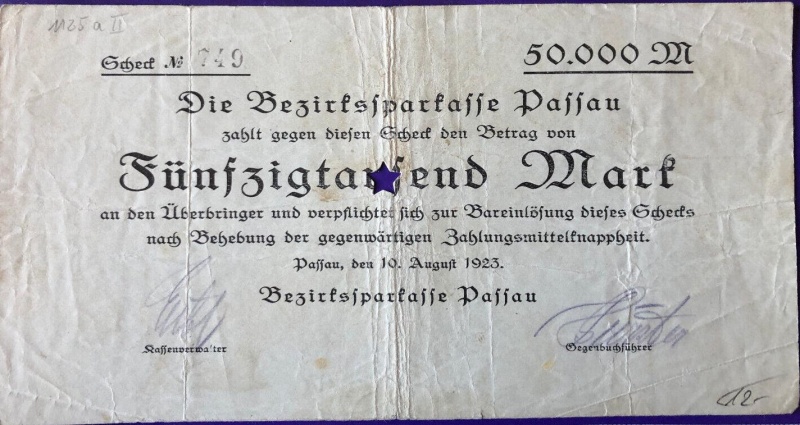 1125 a II
Scheck № 749
50.000 M
Die Bezirkssparkasse Passau
zahlt gegen diesen Scheck den Betrag von
Fünfzigtausend Mark
an den Überbringer und verpflichtet sich zur Bareinlösung dieses Schecks
nach Behebung der gegenwärtigen Zahlungsmittelknappheit.
Passau, den 10. August 1923.
Bezirkssparkasse Passau
Kassenverwalter
Gegenbuchführer
12-